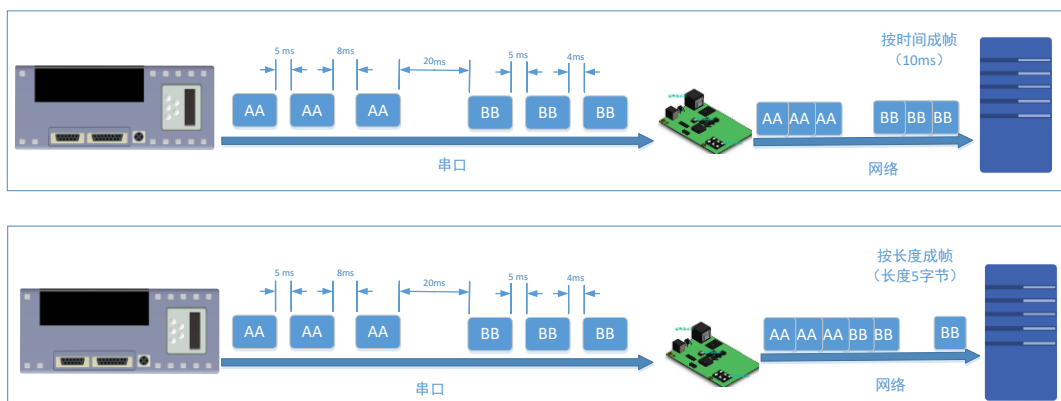 按时间成帧
（10ms）
5 ms
8ms
20ms
5 ms
4ms
AA
AA
AA
BB
BB
BB
AA AA AA
BB BB BB
串口
网络
按长度成帧
（长度5字节）
5 ms
8ms
20ms
5 ms
4ms
AA
AA
AA
BB
BB
BB
AA AA AA BB BB
BB
串口
网络